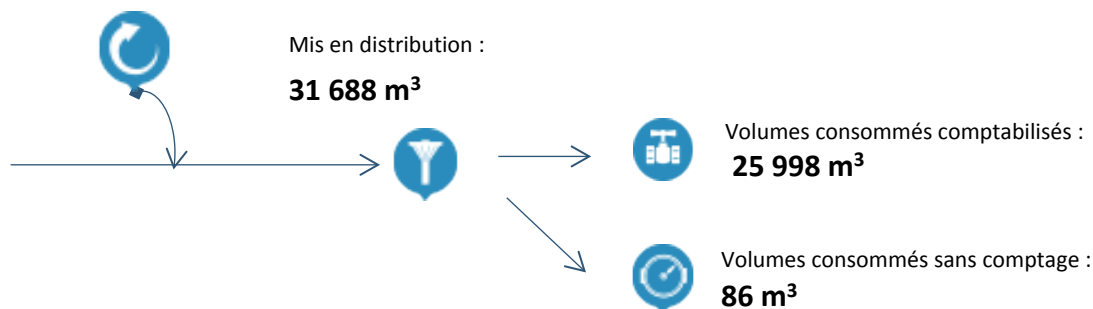 Mis en distribution :
31 688 m³
Volumes consommés comptabilisés :
25 998 m³
Volumes consommés sans comptage :
86 m³